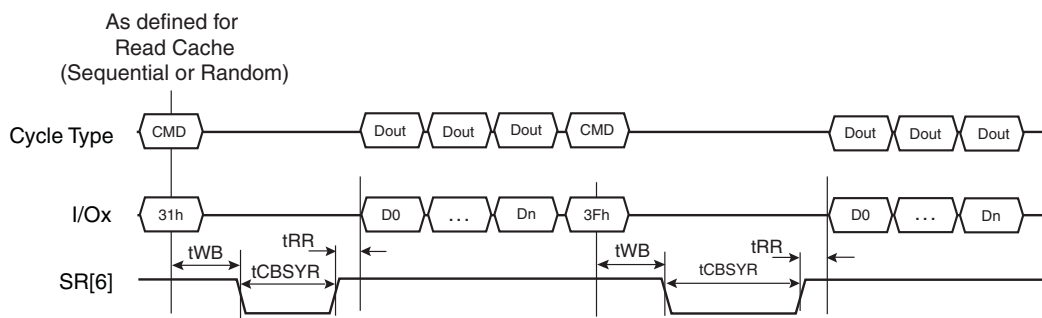 As defined for
Read Cache
(Sequential or Random)
Cycle Type CMD Dout Dout Dout CMD Dout Dout Dout
I/Ox 31h D0 ... Dn 3Fh D0 ... Dn
tWB tRR tWB tRR
tCBSYR tCBSYR
SR[6]